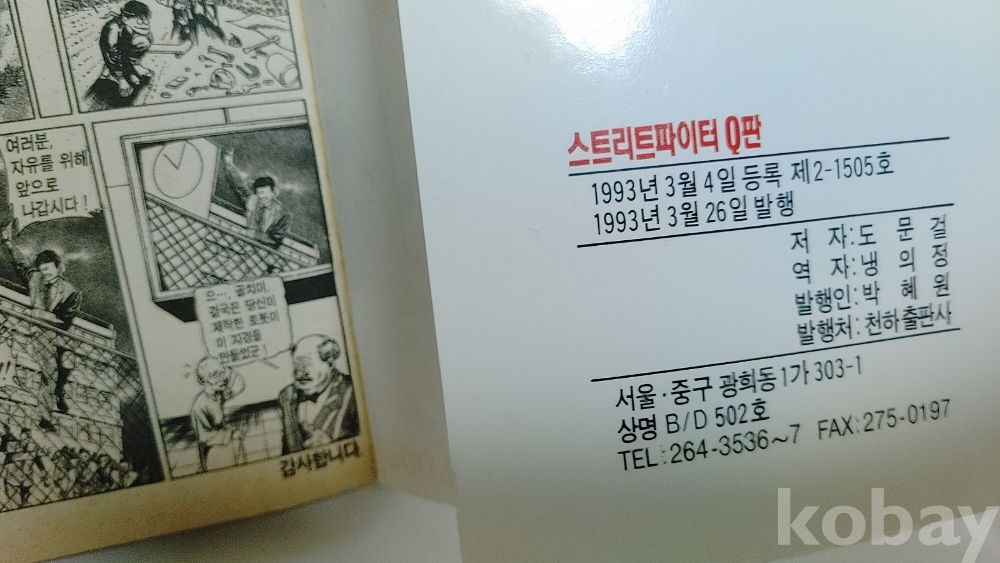 여러분,
자유를 위해
앞으로
나갑시다!
으…, 골치야.
결국은 당신이
제작한 로봇이
이 지경을
만들었군!
감사합니다.
스트리트파이터 Q판
1993년 3월 4일 등록 제2-1505호
1993년 3월 26일 발행
저 자:도 문 걸
역 자:냉 의 정
발행인:박 혜 원
발행처:천하출판사
서울·중구 광희동1가 303-1
상명 B/D 502호
TEL:264-3536~7 FAX:275-0197
kobay